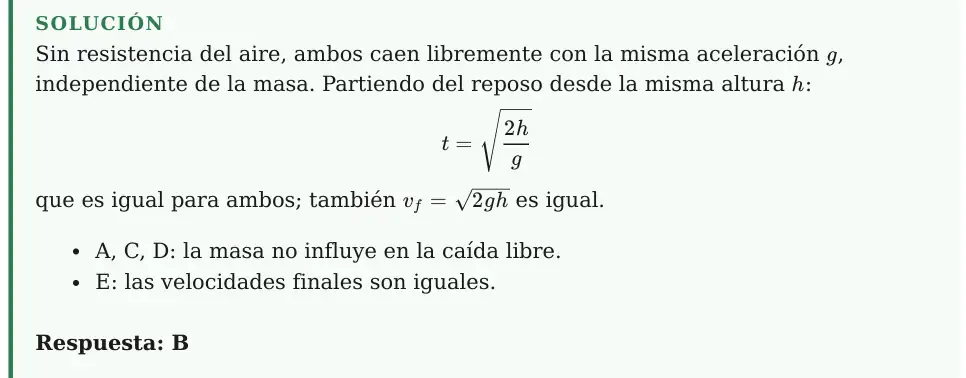 SOLUCIÓN
Sin resistencia del aire, ambos caen libremente con la misma aceleración g,
independiente de la masa. Partiendo del reposo desde la misma altura h:
t = √(2h/g)
que es igual para ambos; también v_f = √(2gh) es igual.
• A, C, D: la masa no influye en la caída libre.
• E: las velocidades finales son iguales.
Respuesta: B